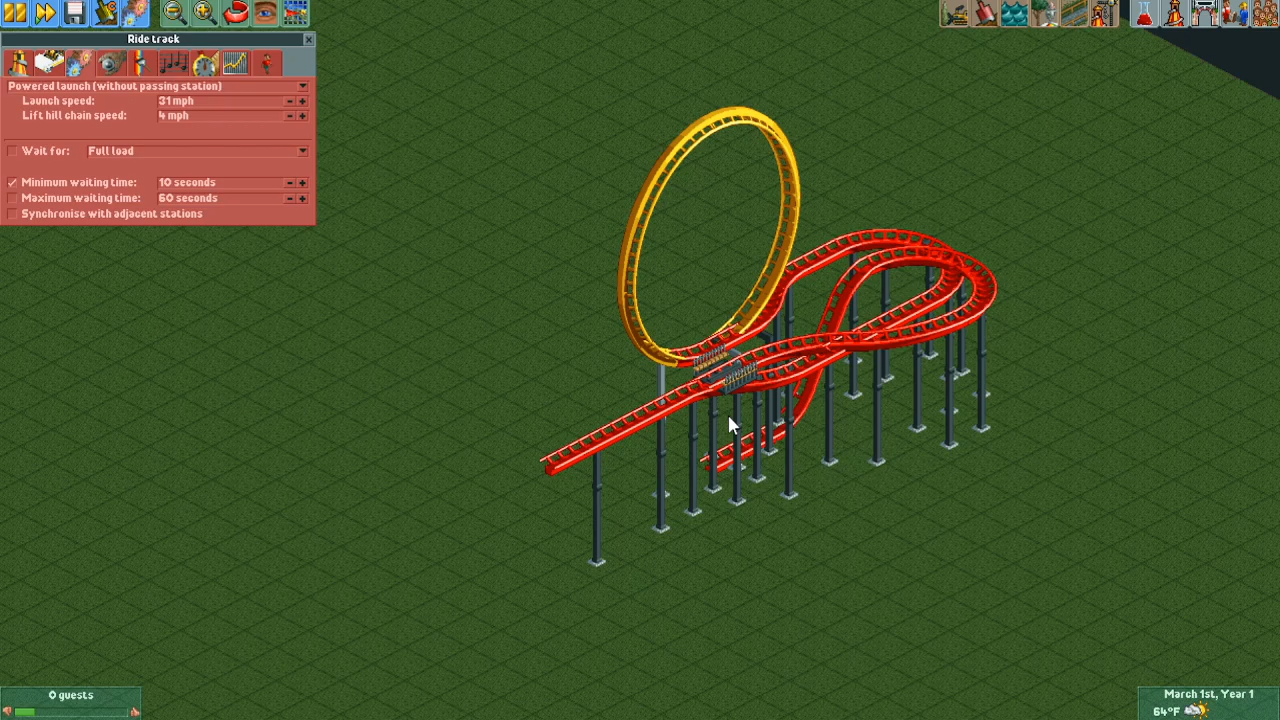 Ride track
Powered launch (without passing station)
Launch speed: 31 mph
Lift hill chain speed: 4 mph
Wait for: Full load
Minimum waiting time: 10 seconds
Maximum waiting time: 60 seconds
Synchronise with adjacent stations
0 guests
March 1st, Year 1
64°F